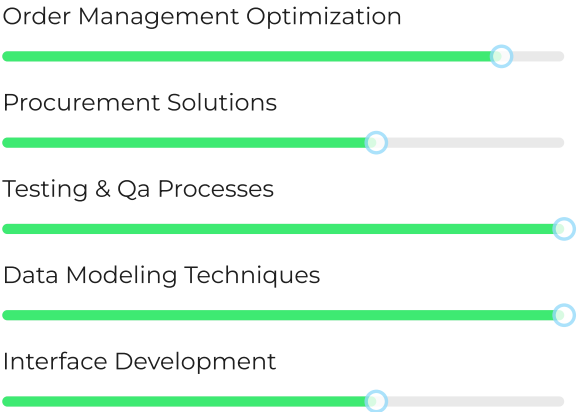 Order Management Optimization
Procurement Solutions
Testing & Qa Processes
Data Modeling Techniques
Interface Development